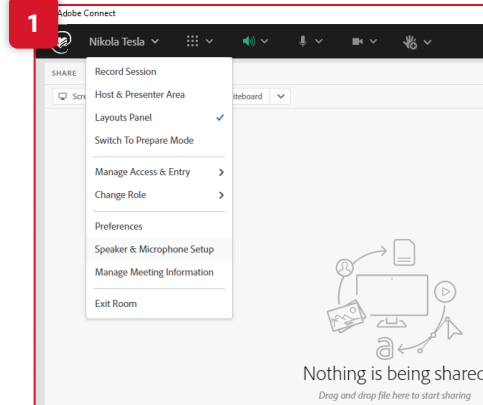 1
Adobe Connect
Nikola Tesla
SHARE
Record Session
Host & Presenter Area
Layouts Panel
Switch To Prepare Mode
Manage Access & Entry
Change Role
Preferences
Speaker & Microphone Setup
Manage Meeting Information
Exit Room
a
Nothing is being shared
Drag and drop file here to start sharing